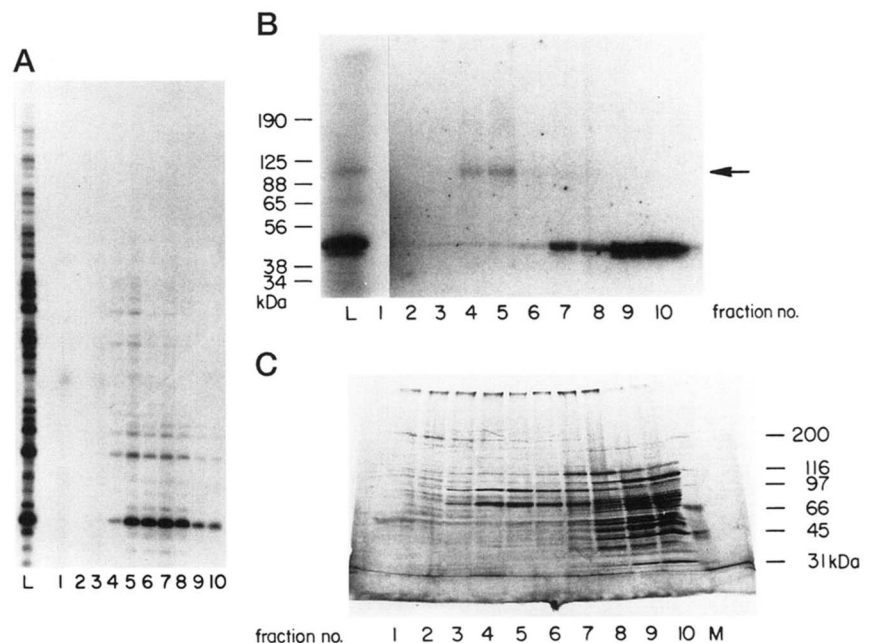 A
L 1 2 3 4 5 6 7 8 9 10
B
190
125
88
65
56
38
34
kDa
L 1 2 3 4 5 6 7 8 9 10 fraction no.
C
200
116
97
66
45
31 kDa
fraction no. 1 2 3 4 5 6 7 8 9 10 M